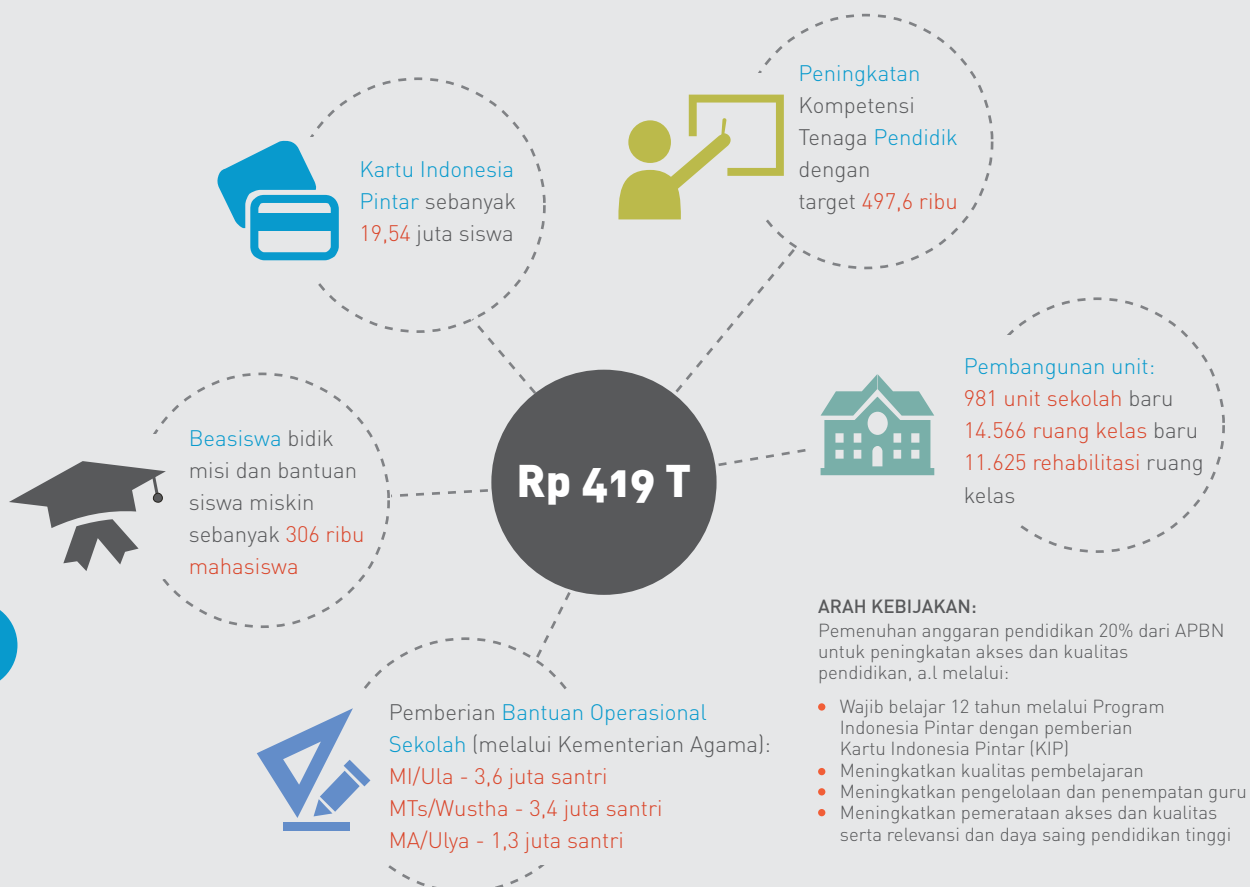 Peningkatan
Kompetensi
Tenaga Pendidik
dengan
target 497,6 ribu
Kartu Indonesia
Pintar sebanyak
19,54 juta siswa
Pembangunan unit:
981 unit sekolah baru
14.566 ruang kelas baru
11.625 rehabilitasi ruang
kelas
Rp 419 T
Beasiswa bidik
misi dan bantuan
siswa miskin
sebanyak 306 ribu
mahasiswa
Pemberian Bantuan Operasional
Sekolah (melalui Kementerian Agama):
MI/Ula - 3,6 juta santri
MTs/Wustha - 3,4 juta santri
MA/Ulya - 1,3 juta santri
ARAH KEBIJAKAN:
Pemenuhan anggaran pendidikan 20% dari APBN
untuk peningkatan akses dan kualitas
pendidikan, a.l melalui:
• Wajib belajar 12 tahun melalui Program
Indonesia Pintar dengan pemberian
Kartu Indonesia Pintar (KIP)
• Meningkatkan kualitas pembelajaran
• Meningkatkan pengelolaan dan penempatan guru
• Meningkatkan pemerataan akses dan kualitas
serta relevansi dan daya saing pendidikan tinggi